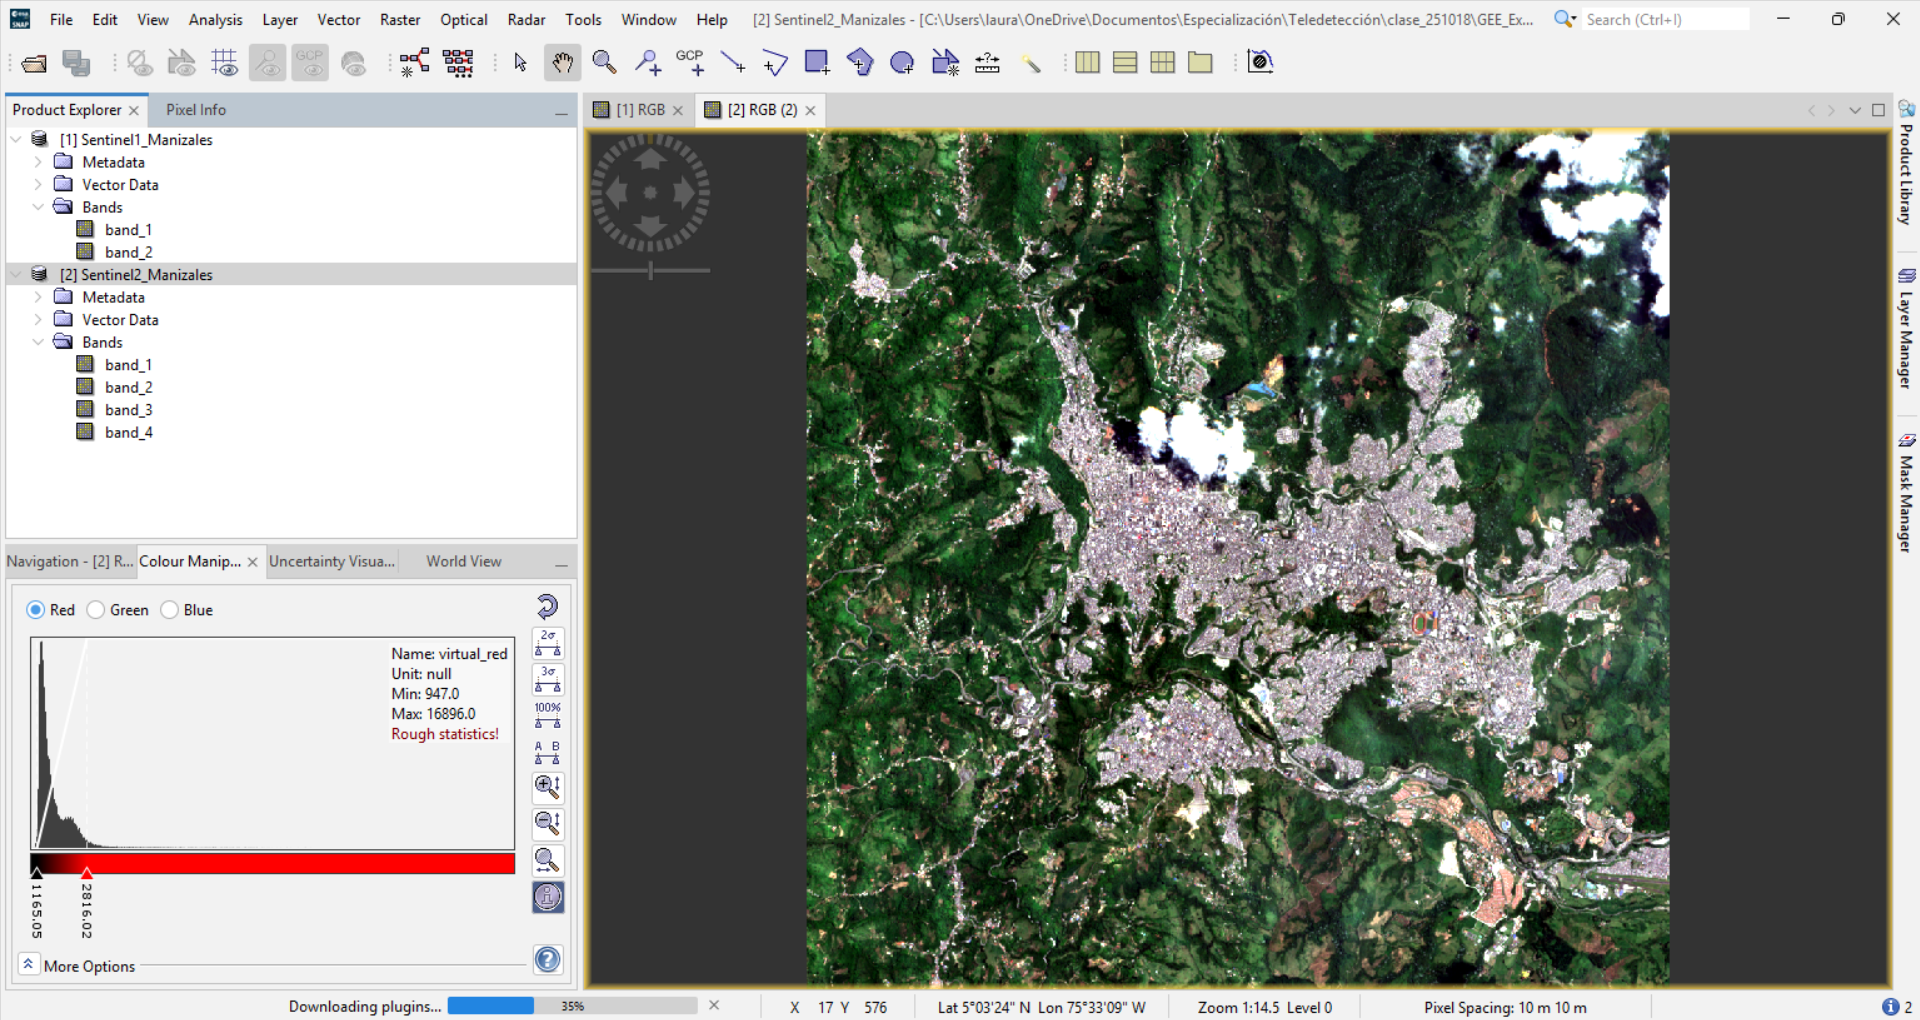 File Edit View Analysis Layer Vector Raster Optical Radar Tools Window Help [2] Sentinel2_Manizales - [C:\Users\laura\OneDrive\Documentos\Especialización\Teledetección\clase_251018\GEE_Ex... Search (Ctrl+I)
GCP GCP
Product Explorer Pixel Info
[1] RGB [2] RGB (2)
[1] Sentinel1_Manizales
Metadata
Vector Data
Bands
band_1
band_2
[2] Sentinel2_Manizales
Metadata
Vector Data
Bands
band_1
band_2
band_3
band_4
Product Library
Layer Manager
Mask Manager
Navigation - [2] R... Colour Manip... Uncertainty Visua... World View
Red Green Blue
Name: virtual_red
Unit: null
Min: 947.0
Max: 16896.0
Rough statistics!
2σ
3σ
100%
A B
1165.05
2816.02
More Options
Downloading plugins... 35% X 17 Y 576 Lat 5°03'24" N Lon 75°33'09" W Zoom 1:14.5 Level 0 Pixel Spacing: 10 m 10 m 2